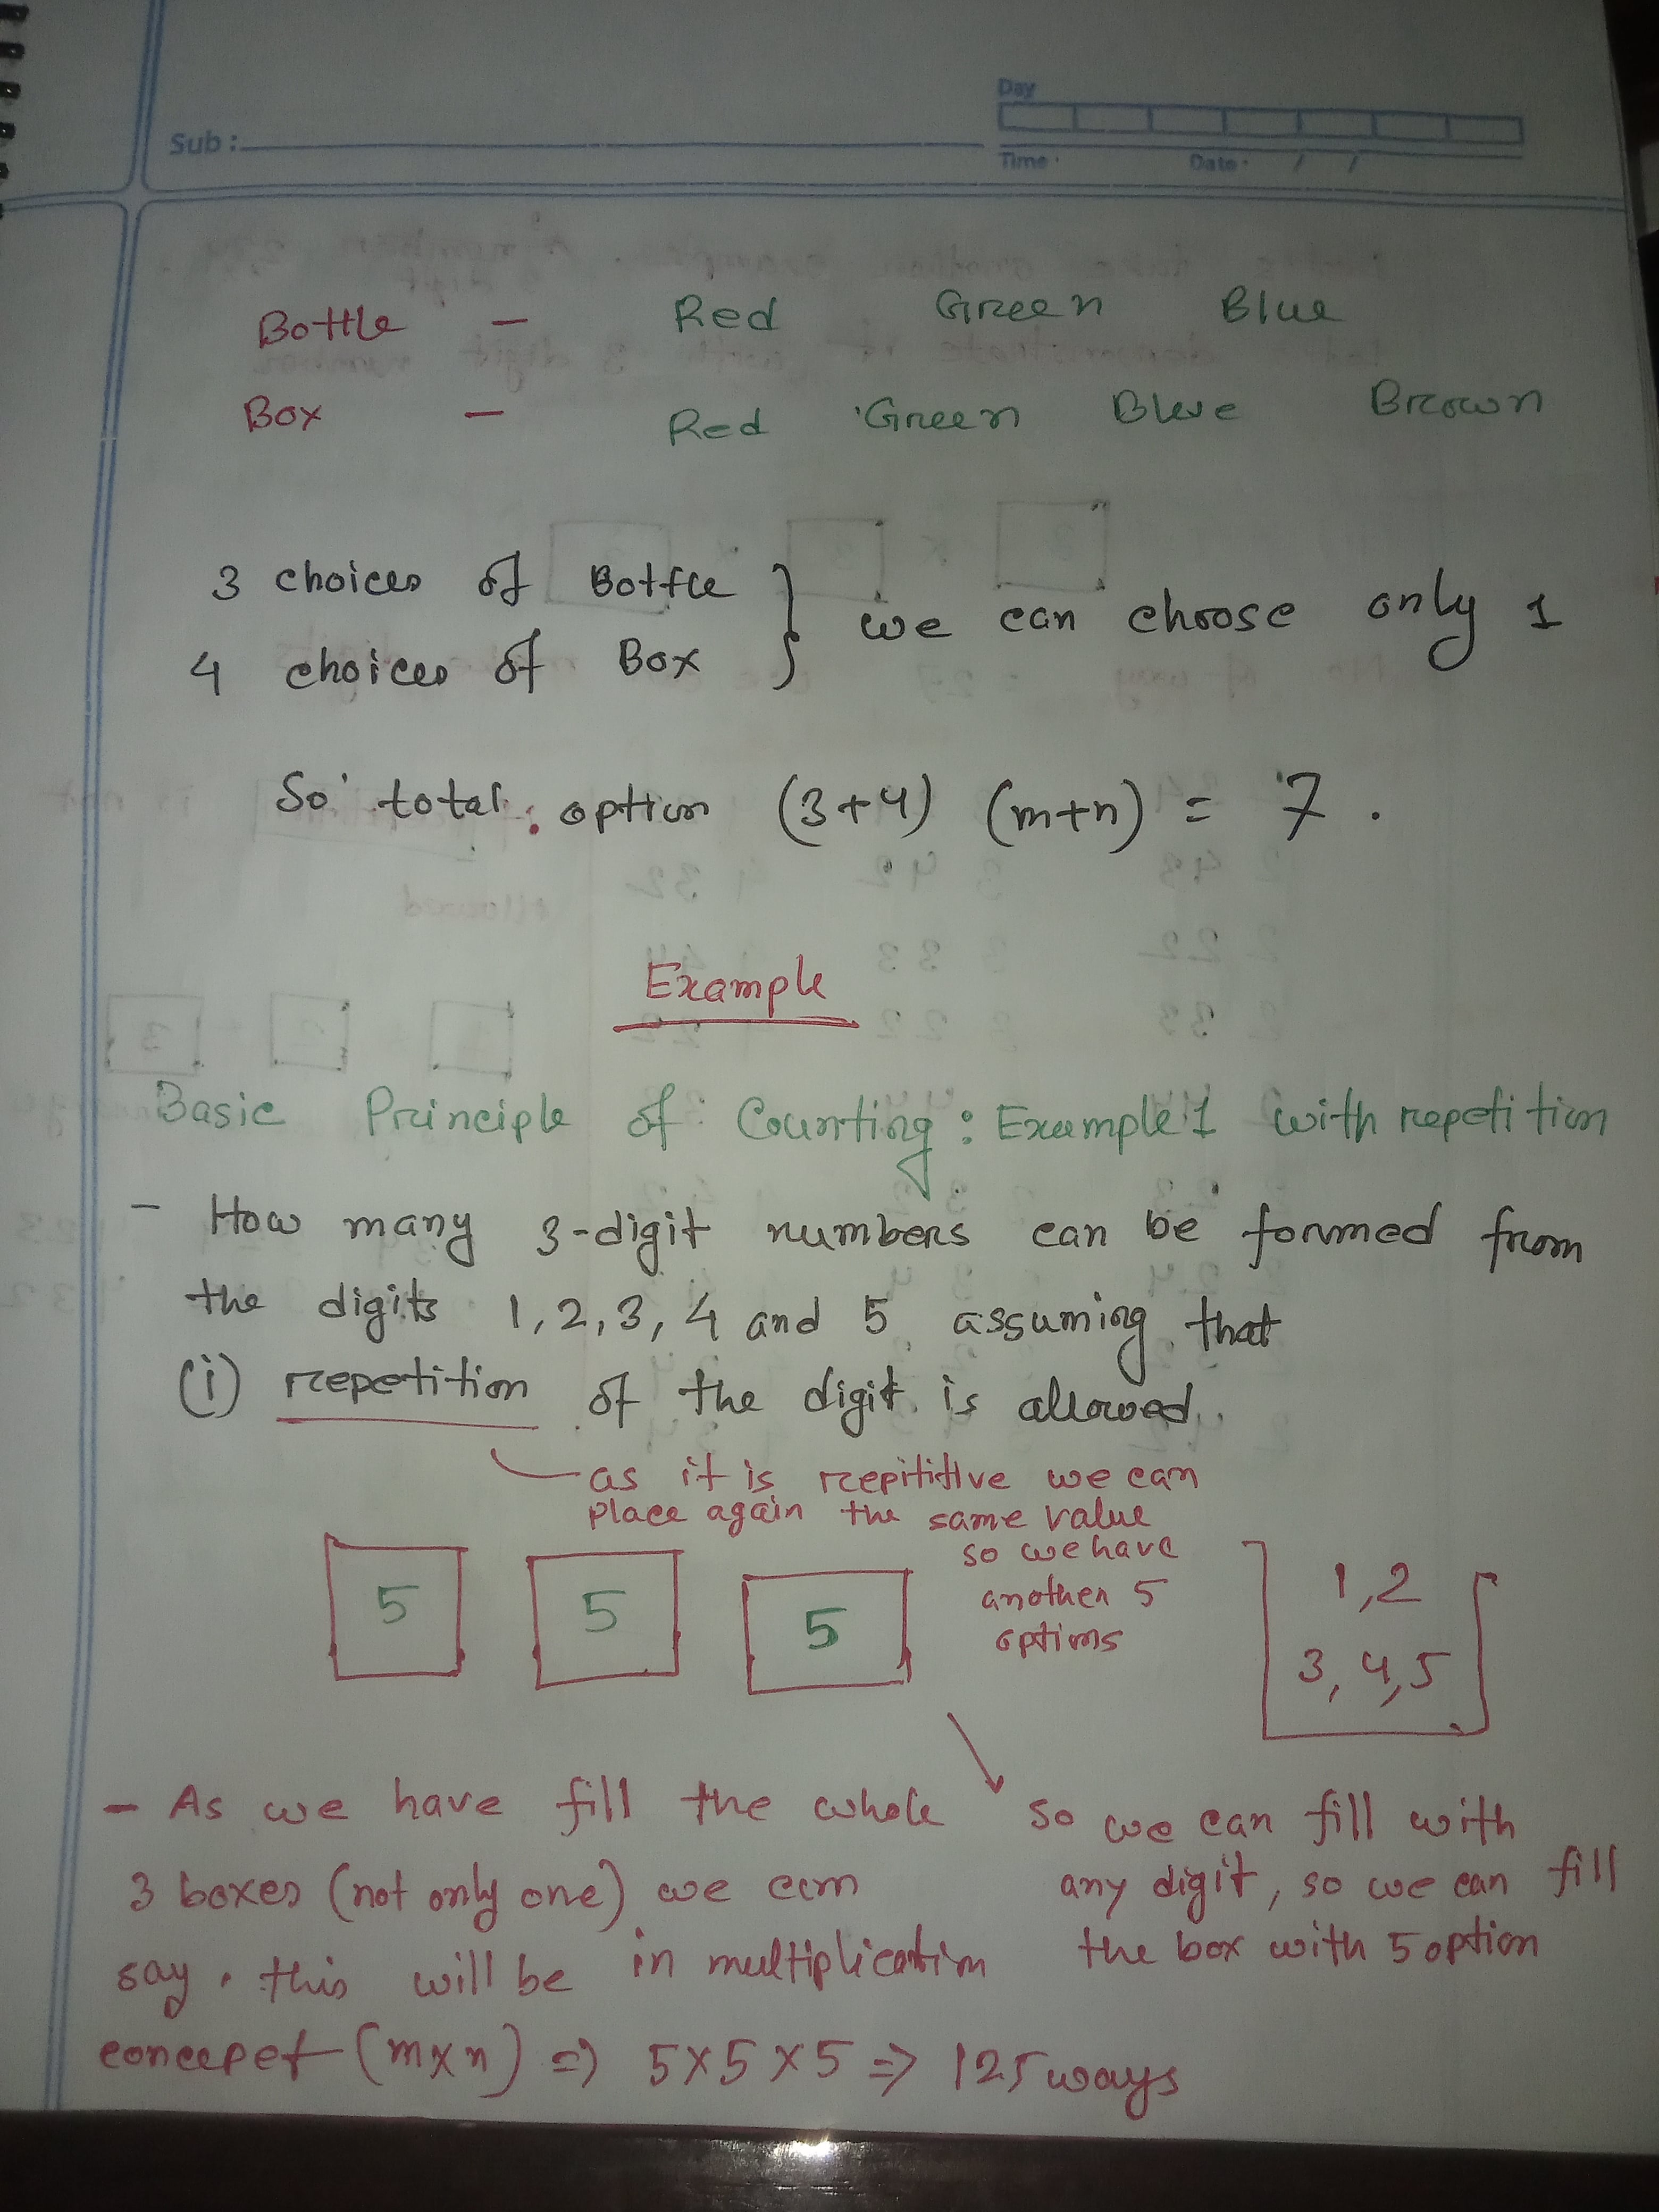 Day
Sub :
Time · Date · / /
Bottle - Red Green Blue
Box - Red Green Blue Brown
3 choices of Bottle } we can choose only 1
4 choices of Box
So total option (3+4) (m+n) = 7.
Example
Basic Principle of Counting : Example 1 with repetition
- How many 3-digit numbers can be formed from
the digits 1, 2, 3, 4 and 5 assuming that
(i) repetition of the digit is allowed.
as it is repititive we can
place again the same value
so we have
another 5
options
5 5 5
1,2
3,4,5
- As we have fill the whole
3 boxes (not only one) we can
say, this will be in multiplication
concepet (m×n) => 5×5×5 => 125 ways
so we can fill with
any digit, so we can fill
the box with 5 option